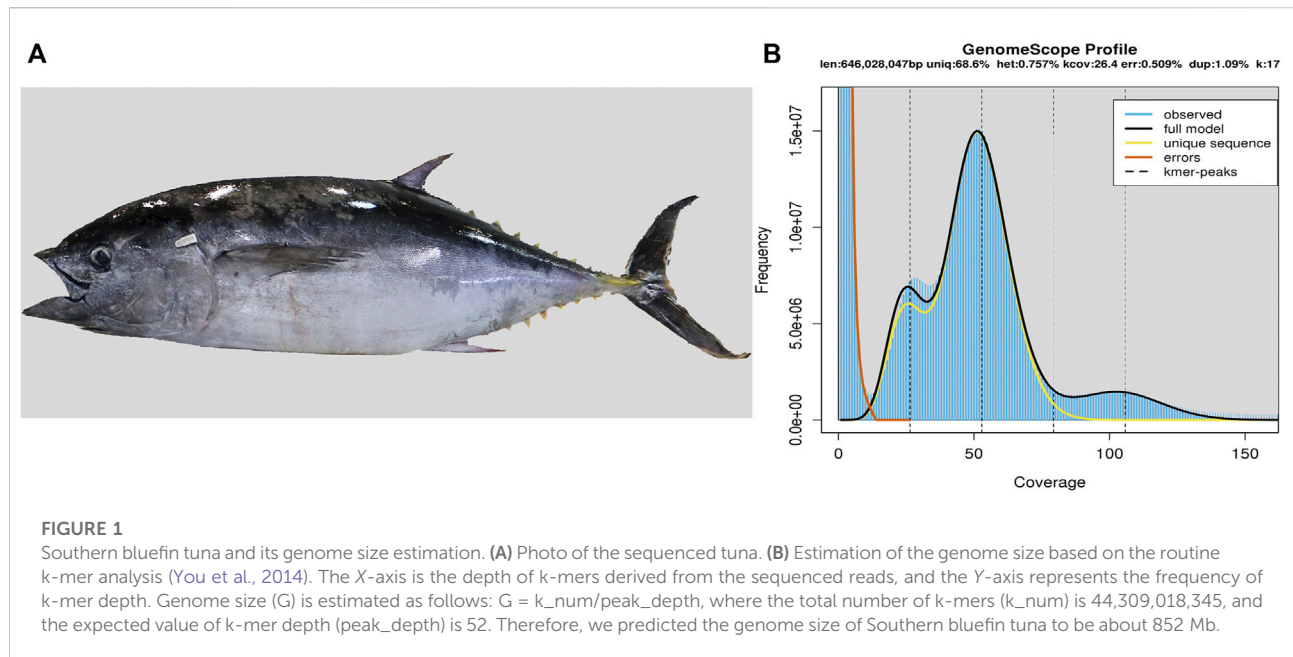 A
B
GenomeScope Profile
len:646,028,047bp uniq:68.6% het:0.757% kcov:26.4 err:0.509% dup:1.09% k:17
observed
full model
unique sequence
errors
kmer-peaks
Frequency
1.5e+07
1.0e+07
5.0e+06
0.0e+00
0 50 100 150
Coverage
FIGURE 1
Southern bluefin tuna and its genome size estimation. (A) Photo of the sequenced tuna. (B) Estimation of the genome size based on the routine
k-mer analysis (You et al., 2014). The X-axis is the depth of k-mers derived from the sequenced reads, and the Y-axis represents the frequency of
k-mer depth. Genome size (G) is estimated as follows: G = k_num/peak_depth, where the total number of k-mers (k_num) is 44,309,018,345, and
the expected value of k-mer depth (peak_depth) is 52. Therefore, we predicted the genome size of Southern bluefin tuna to be about 852 Mb.